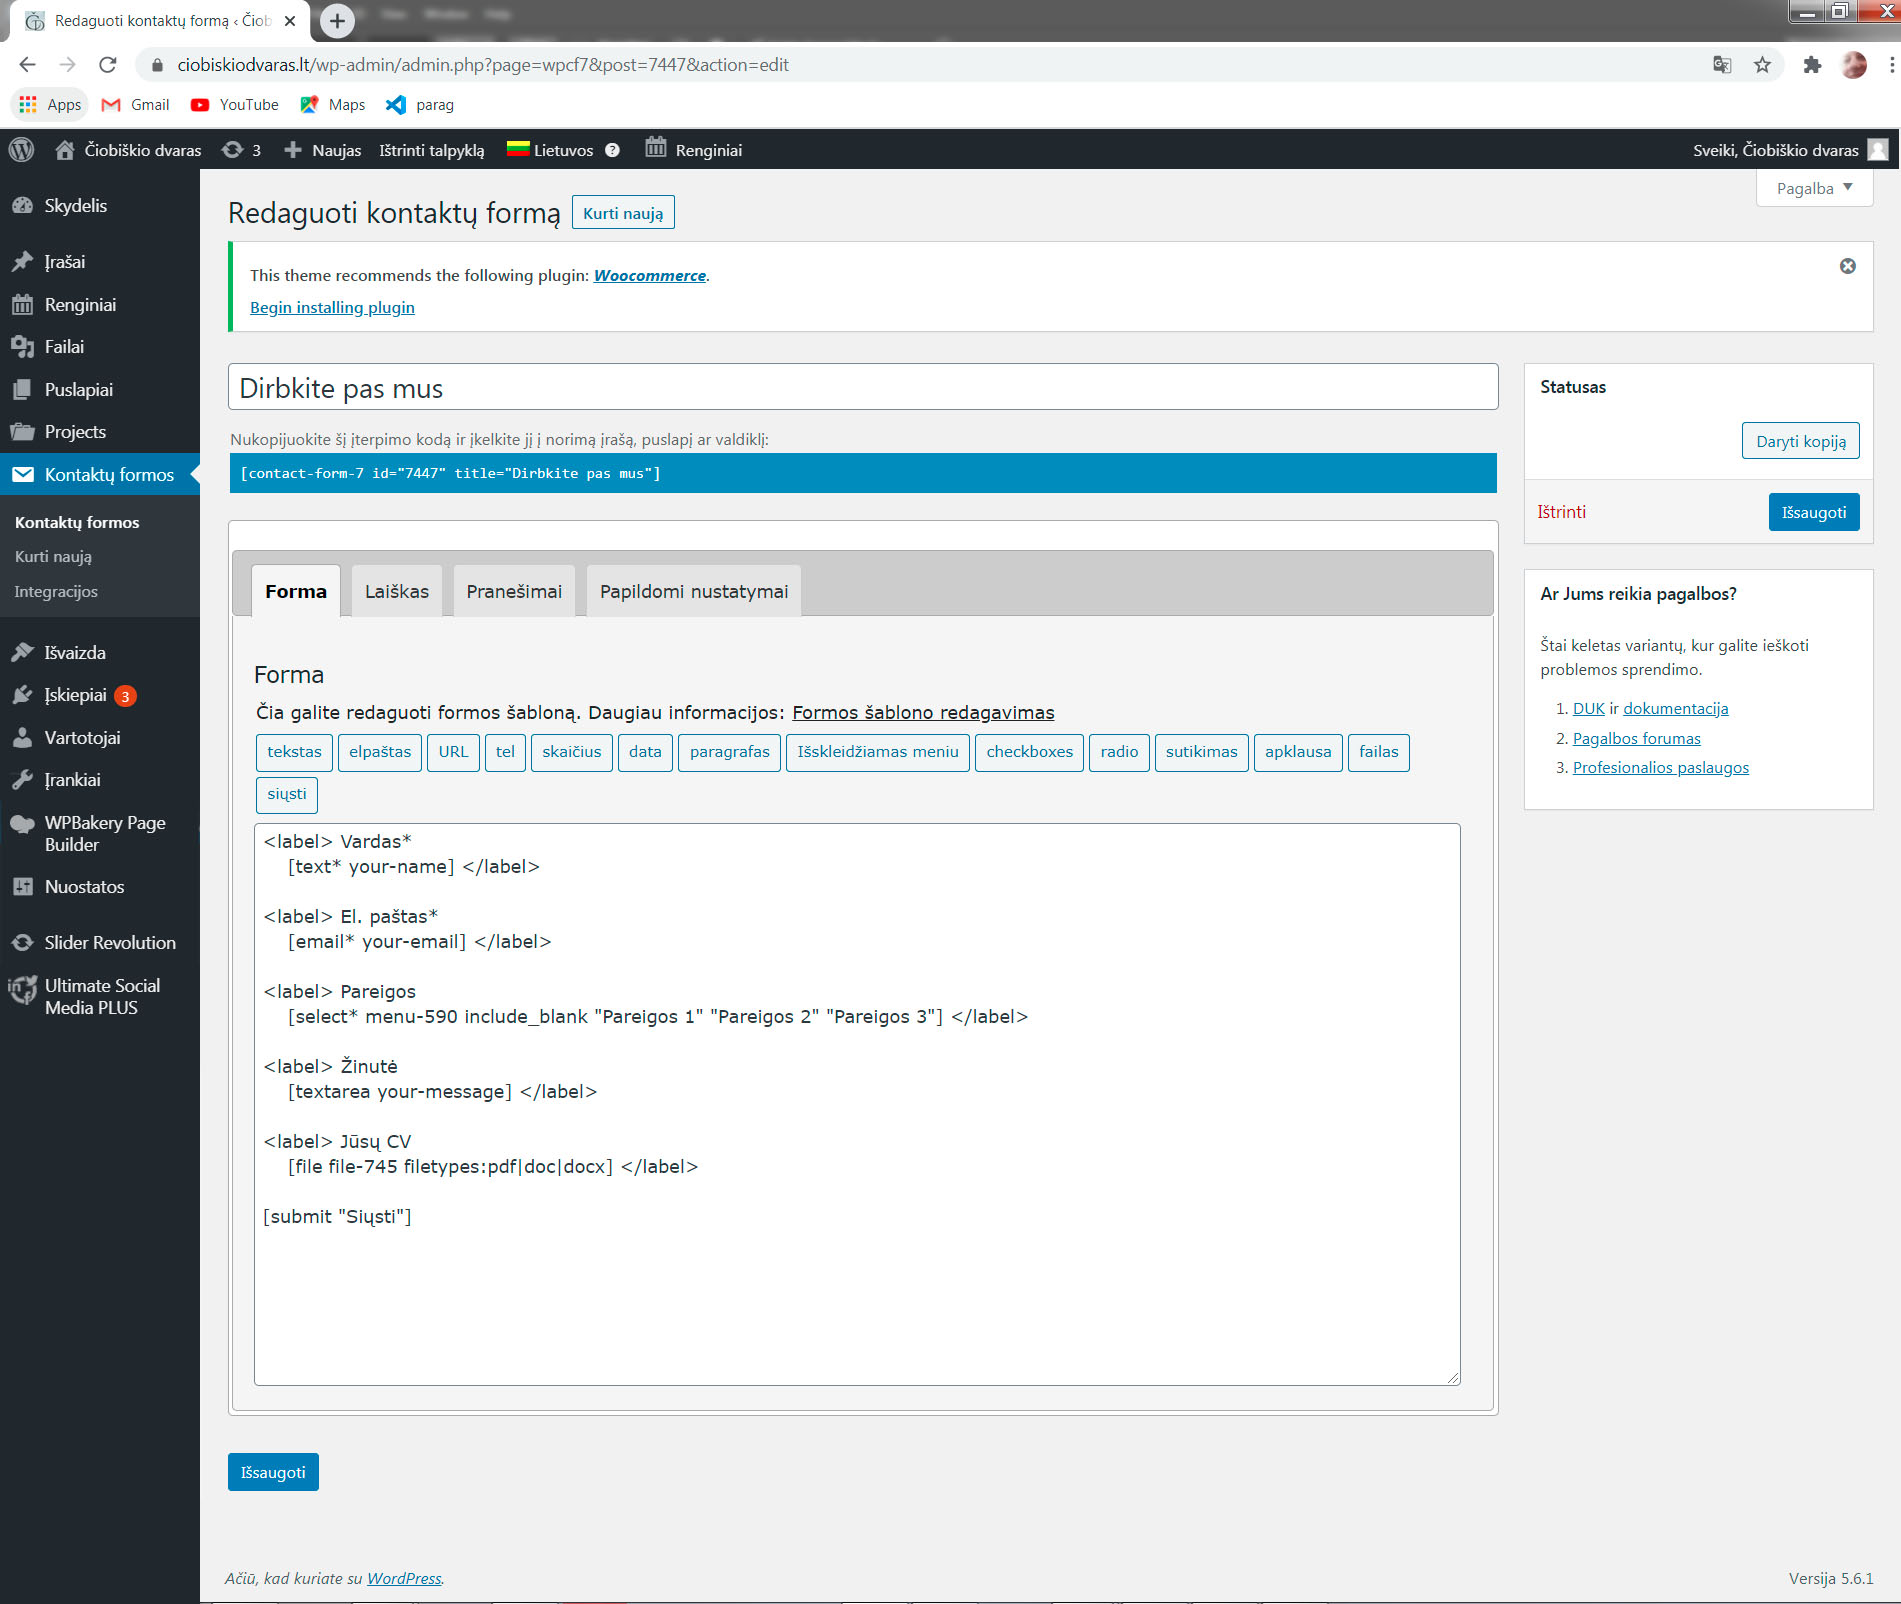 Redaguoti kontaktų formą ‹ Čiob
ciobiskiodvaras.lt/wp-admin/admin.php?page=wpcf7&post=7447&action=edit
Apps Gmail YouTube Maps parag
Čiobiškio dvaras 3 Naujas Ištrinti talpyklą Lietuvos ? Renginiai Sveiki, Čiobiškio dvaras
Pagalba
Skydelis
Įrašai
Renginiai
Failai
Puslapiai
Projects
Kontaktų formos
Kontaktų formos
Kurti naują
Integracijos
Išvaizda
Įskiepiai 3
Vartotojai
Įrankiai
WPBakery Page
Builder
Nuostatos
Slider Revolution
Ultimate Social
Media PLUS
Redaguoti kontaktų formą Kurti naują
This theme recommends the following plugin: Woocommerce.
Begin installing plugin
Dirbkite pas mus
Nukopijuokite šį įterpimo kodą ir įkelkite jį į norimą įrašą, puslapį ar valdiklį:
[contact-form-7 id="7447" title="Dirbkite pas mus"]
Forma Laiškas Pranešimai Papildomi nustatymai
Forma
Čia galite redaguoti formos šabloną. Daugiau informacijos: Formos šablono redagavimas
tekstas elpaštas URL tel skaičius data paragrafas Išskleidžiamas meniu checkboxes radio sutikimas apklausa failas
siųsti
<label> Vardas*
[text* your-name] </label>
<label> El. paštas*
[email* your-email] </label>
<label> Pareigos
[select* menu-590 include_blank "Pareigos 1" "Pareigos 2" "Pareigos 3"] </label>
<label> Žinutė
[textarea your-message] </label>
<label> Jūsų CV
[file file-745 filetypes:pdf|doc|docx] </label>
[submit "Siųsti"]
Išsaugoti
Statusas
Daryti kopiją
Ištrinti Išsaugoti
Ar Jums reikia pagalbos?
Štai keletas variantų, kur galite ieškoti
problemos sprendimo.
1. DUK ir dokumentacija
2. Pagalbos forumas
3. Profesionalios paslaugos
Ačiū, kad kuriate su WordPress.
Versija 5.6.1